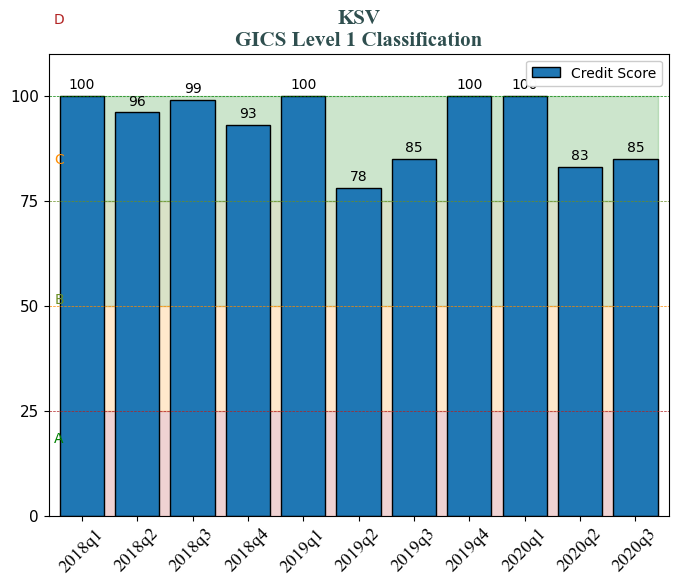 D
KSV
GICS Level 1 Classification
Credit Score
100
96
99
93
100
78
85
100
100
83
85
100
75
50
25
0
C
B
A
2018q1
2018q2
2018q3
2018q4
2019q1
2019q2
2019q3
2019q4
2020q1
2020q2
2020q3